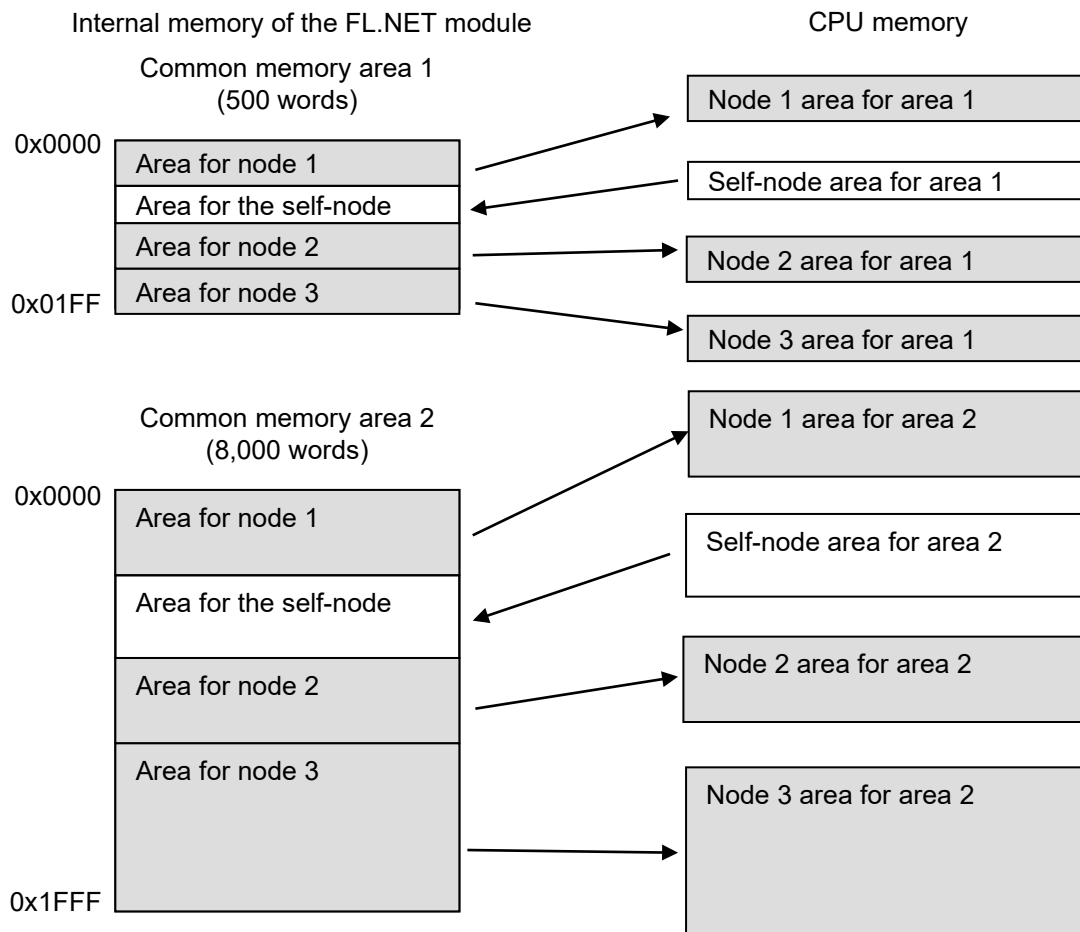 Internal memory of the FL.NET module
CPU memory
Common memory area 1
(500 words)
0x0000
Area for node 1
Area for the self-node
Area for node 2
Area for node 3
0x01FF
Node 1 area for area 1
Self-node area for area 1
Node 2 area for area 1
Node 3 area for area 1
Common memory area 2
(8,000 words)
0x0000
Area for node 1
Area for the self-node
Area for node 2
Area for node 3
0x1FFF
Node 1 area for area 2
Self-node area for area 2
Node 2 area for area 2
Node 3 area for area 2